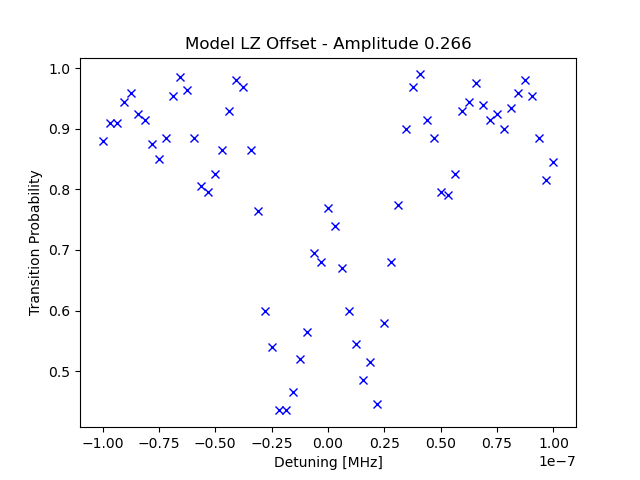 Model LZ Offset - Amplitude 0.266
1.0
0.9
0.8
0.7
0.6
0.5
Transition Probability
−1.00 −0.75 −0.50 −0.25 0.00 0.25 0.50 0.75 1.00
1e−7
Detuning [MHz]